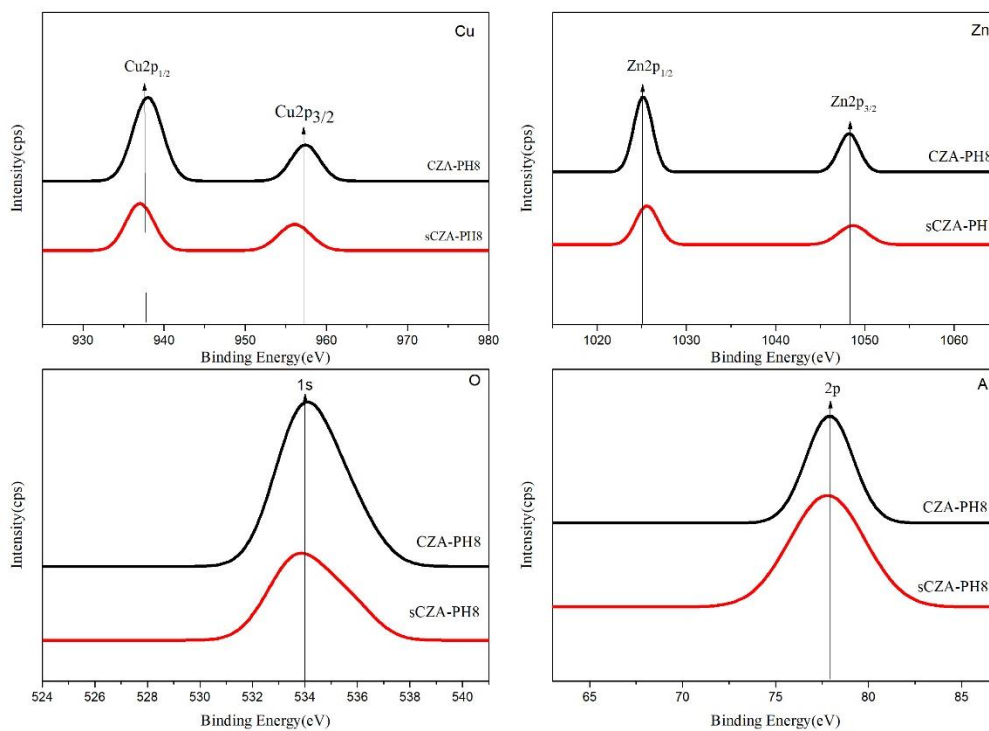 Cu
Cu2p1/2
Cu2p3/2
CZA-PH8
sCZA-PH8
Intensity(cps)
930 940 950 960 970 980
Binding Energy(eV)
Zn
Zn2p1/2
Zn2p3/2
CZA-PH8
sCZA-PH
Intensity(cps)
1020 1030 1040 1050 1060
Binding Energy(eV)
O
1s
CZA-PH8
sCZA-PH8
Intensity(cps)
524 526 528 530 532 534 536 538 540
Binding Energy(eV)
A
2p
CZA-PH8
sCZA-PH8
Intensity(cps)
65 70 75 80 85
Binding Energy(eV)